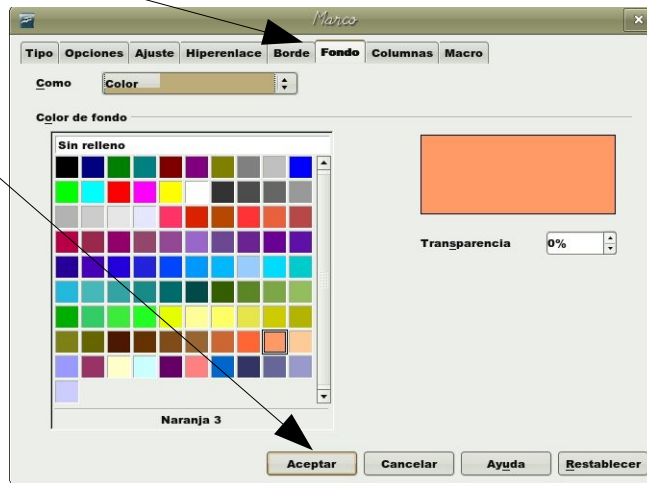 Marco
Tipo Opciones Ajuste Hiperenlace Borde Fondo Columnas Macro
Como Color
Color de fondo
Sin relleno
Transparencia 0%
Naranja 3
Aceptar Cancelar Ayuda Restablecer